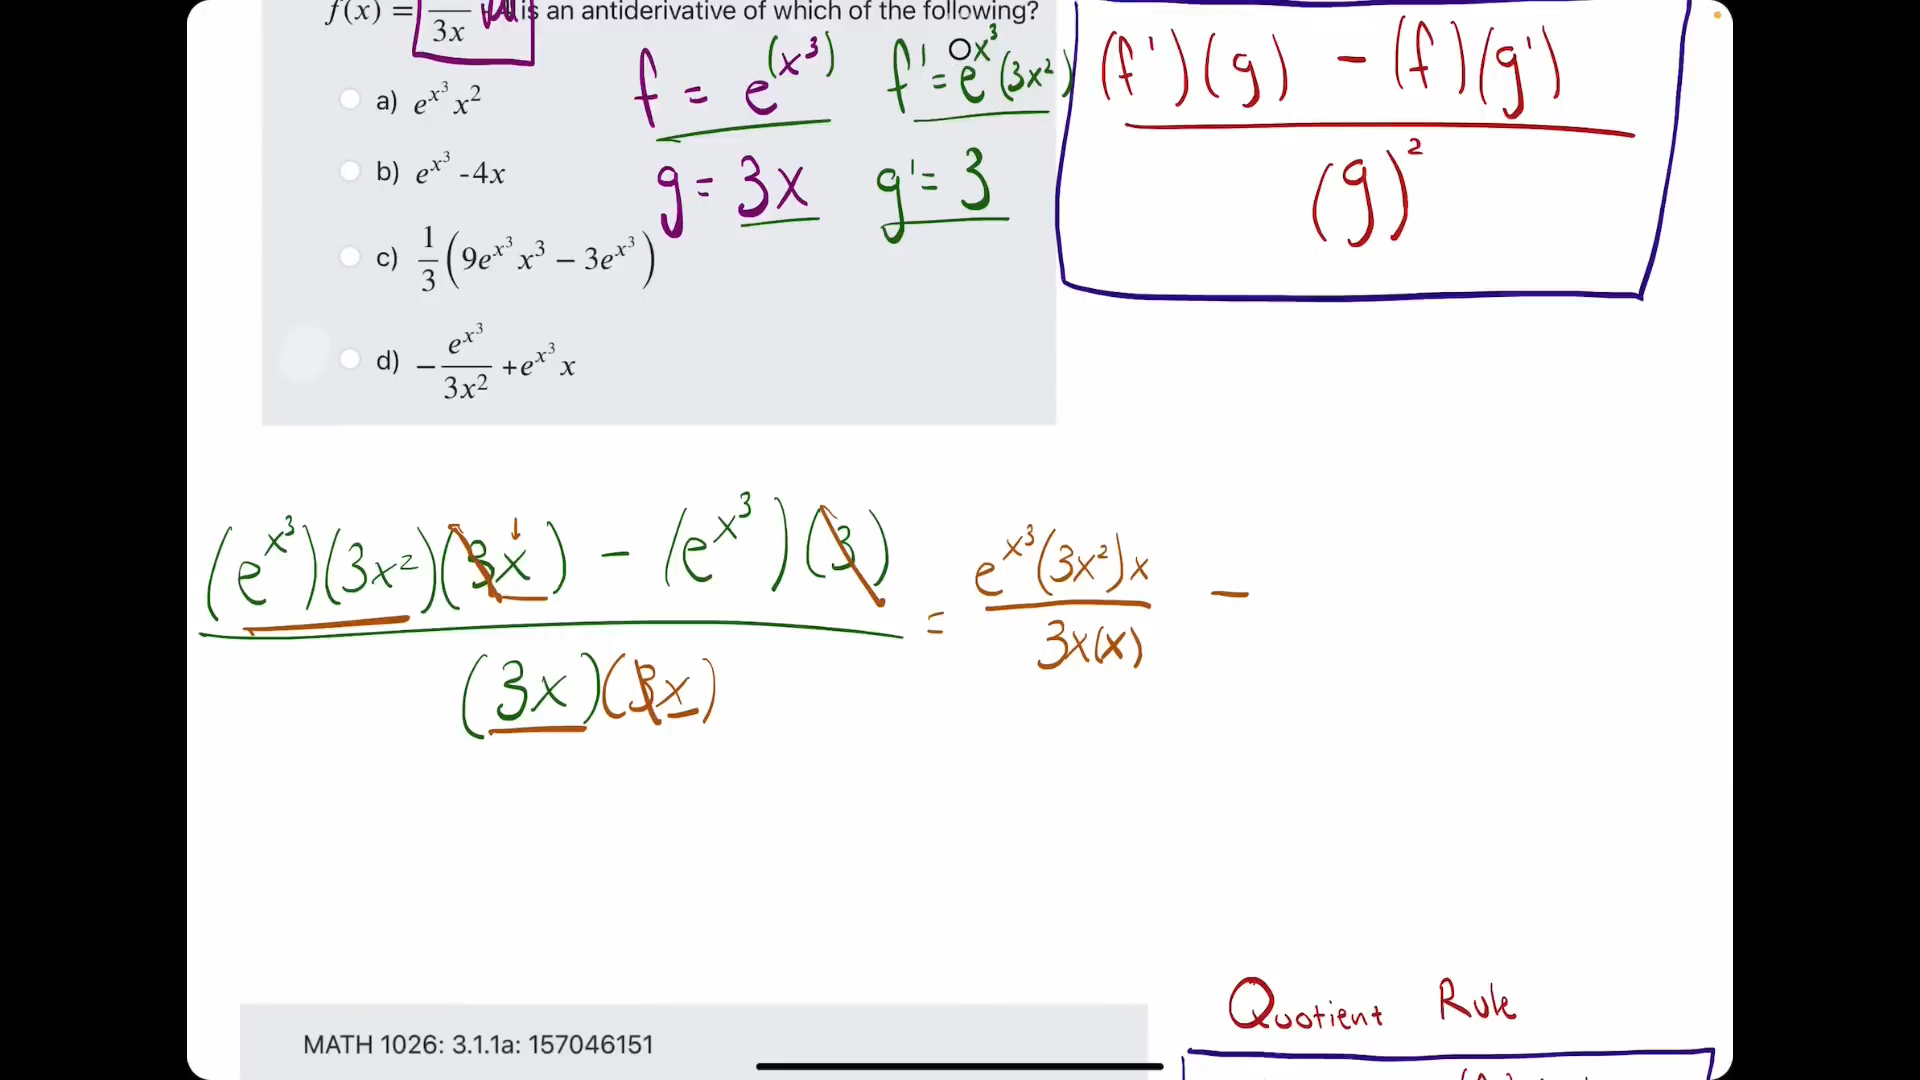 f(x) = 3x is an antiderivative of which of the following?
a) e^{x^3} x^2
b) e^{x^3} -4x
c) 1/3 (9e^{x^3} x^3 − 3e^{x^3})
d) − e^{x^3}/3x^2 +e^{x^3} x
f = e^{(x^3)} f' = e^{x^3} (3x^2)
g = 3x g' = 3
(f')(g) - (f)(g')
(g)^2
(e^{x^3})(3x^2)(3x) - (e^{x^3})(3) = e^{x^3}(3x^2)x -
(3x)(3x) 3x(x)
Quotient Rule
MATH 1026: 3.1.1a: 157046151